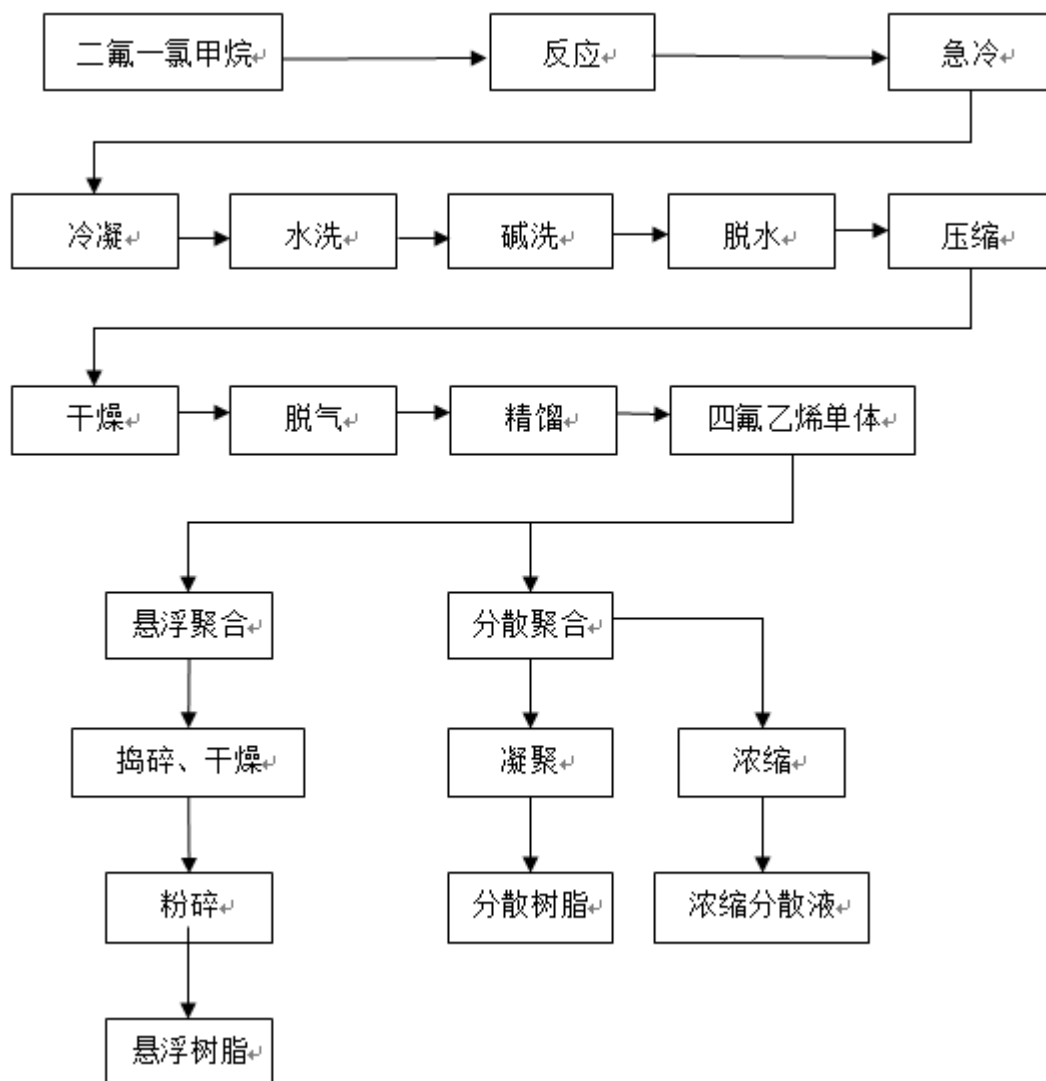 二氟一氯甲烷
反应
急冷
冷凝
水洗
碱洗
脱水
压缩
干燥
脱气
精馏
四氟乙烯单体
悬浮聚合
分散聚合
捣碎、干燥
凝聚
浓缩
粉碎
分散树脂
浓缩分散液
悬浮树脂